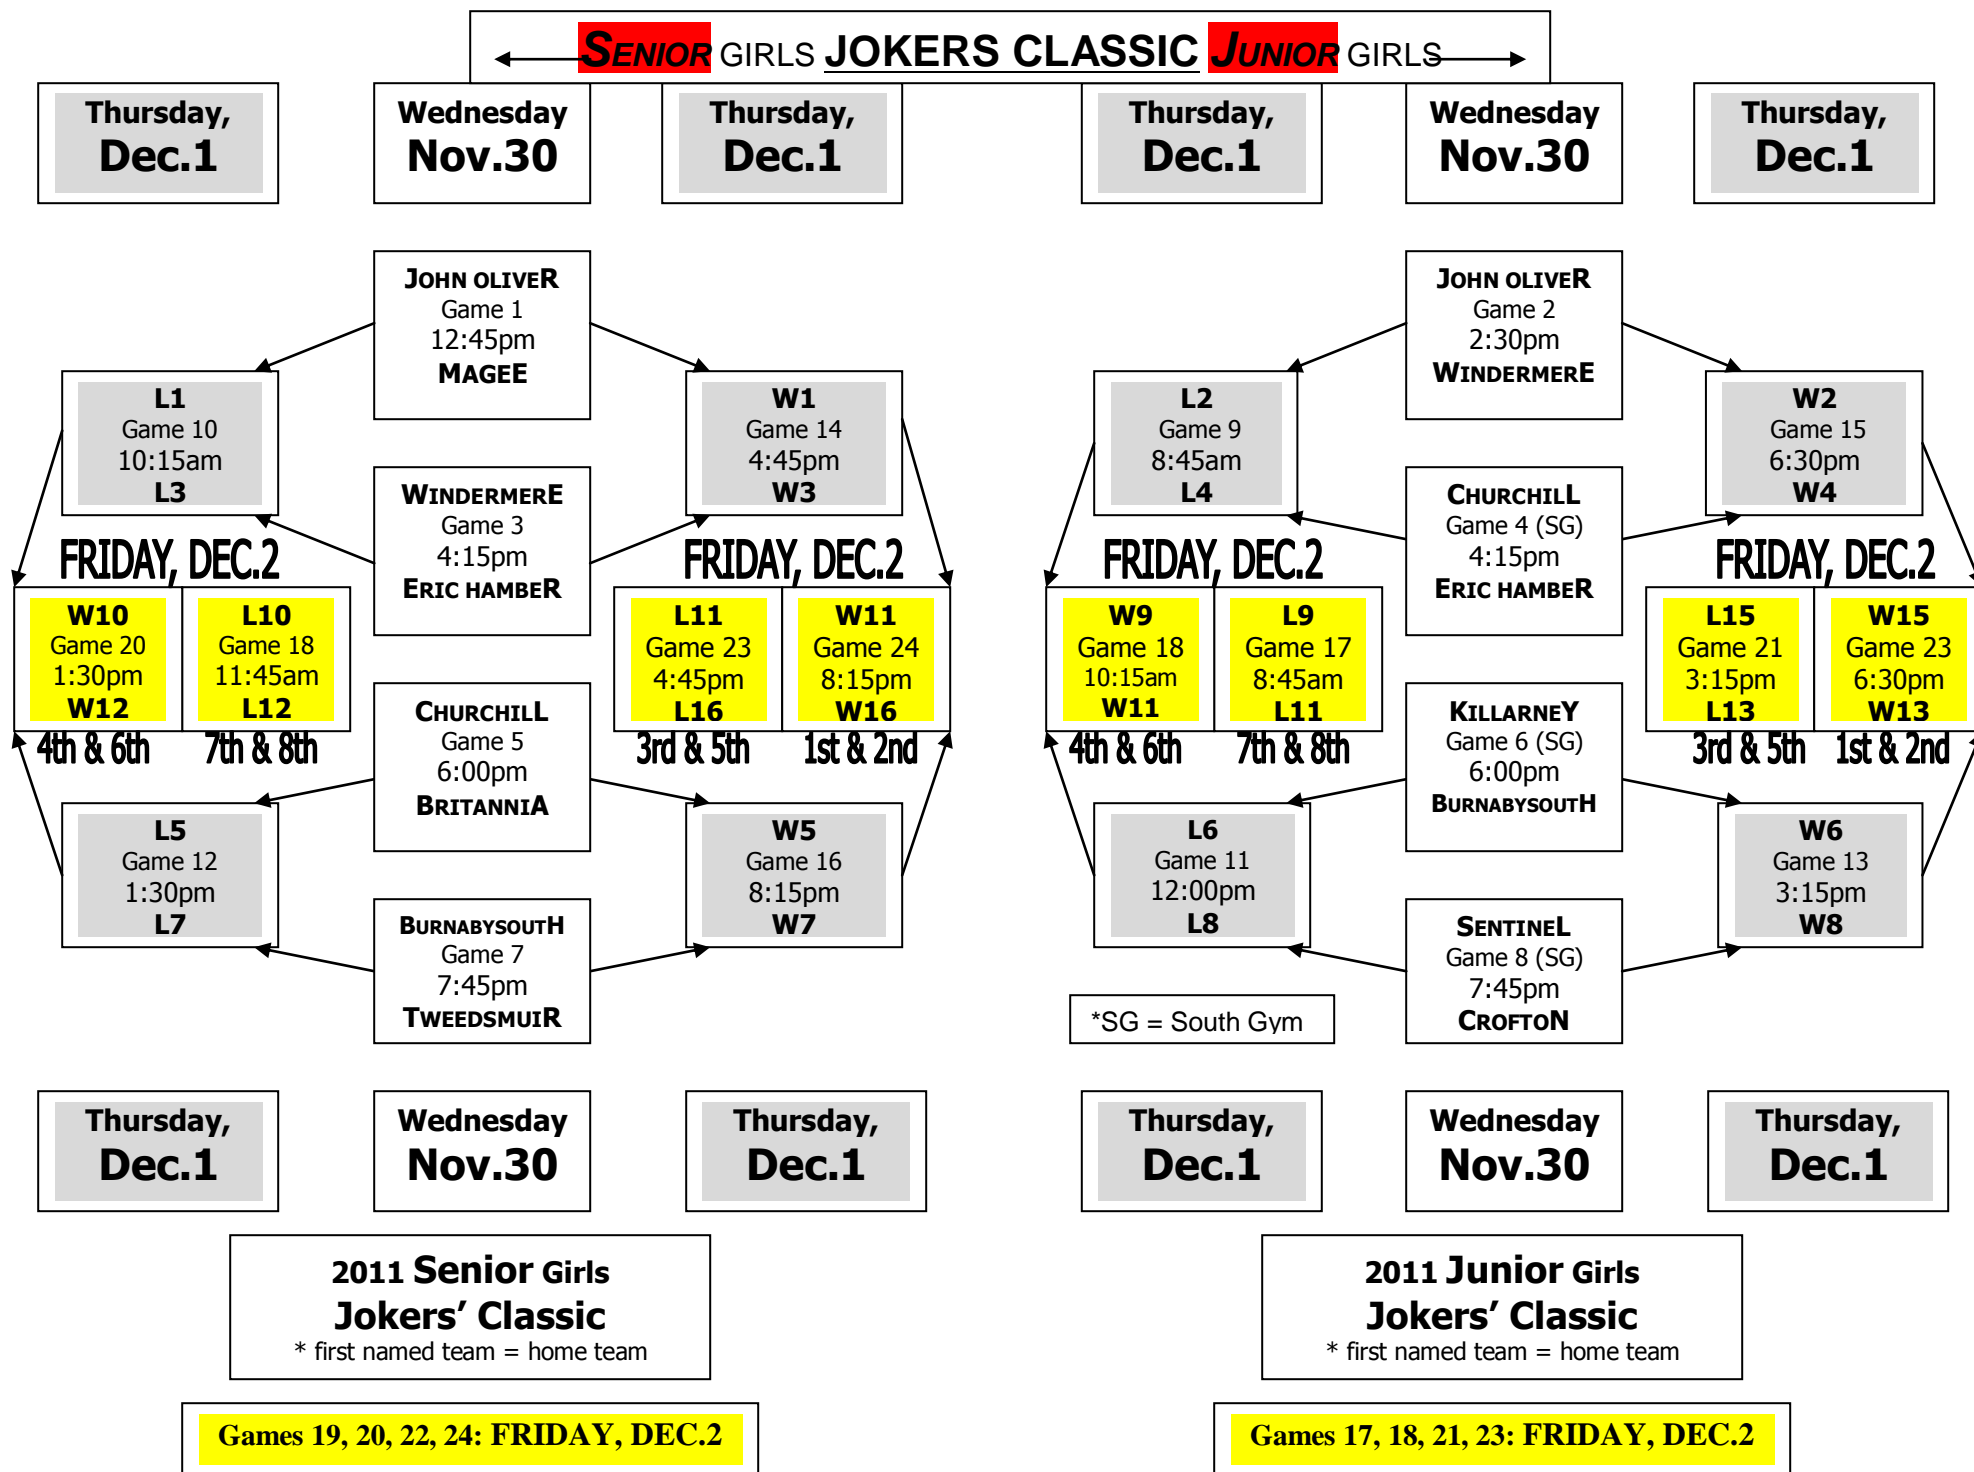 SENIOR GIRLS JOKERS CLASSIC JUNIOR GIRLS
Thursday,
Dec.1
Wednesday
Nov.30
Thursday,
Dec.1
Thursday,
Dec.1
Wednesday
Nov.30
Thursday,
Dec.1
JOHN OLIVER
Game 1
12:45pm
MAGEE
L1
Game 10
10:15am
L3
W1
Game 14
4:45pm
W3
WINDERMERE
Game 3
4:15pm
ERIC HAMBER
FRIDAY, DEC.2
W10
Game 20
1:30pm
W12
4th & 6th
L10
Game 18
11:45am
L12
7th & 8th
FRIDAY, DEC.2
L11
Game 23
4:45pm
L16
3rd & 5th
W11
Game 24
8:15pm
W16
1st & 2nd
CHURCHILL
Game 5
6:00pm
BRITANNIA
L5
Game 12
1:30pm
L7
W5
Game 16
8:15pm
W7
BURNABYSOUTH
Game 7
7:45pm
TWEEDSMUIR
JOHN OLIVER
Game 2
2:30pm
WINDERMERE
L2
Game 9
8:45am
L4
W2
Game 15
6:30pm
W4
CHURCHILL
Game 4 (SG)
4:15pm
ERIC HAMBER
FRIDAY, DEC.2
W9
Game 18
10:15am
W11
4th & 6th
L9
Game 17
8:45am
L11
7th & 8th
FRIDAY, DEC.2
L15
Game 21
3:15pm
L13
3rd & 5th
W15
Game 23
6:30pm
W13
1st & 2nd
KILLARNEY
Game 6 (SG)
6:00pm
BURNABYSOUTH
L6
Game 11
12:00pm
L8
W6
Game 13
3:15pm
W8
SENTINEL
Game 8 (SG)
7:45pm
CROFTON
*SG = South Gym
Thursday,
Dec.1
Wednesday
Nov.30
Thursday,
Dec.1
Thursday,
Dec.1
Wednesday
Nov.30
Thursday,
Dec.1
2011 Senior Girls
Jokers’ Classic
* first named team = home team
2011 Junior Girls
Jokers’ Classic
* first named team = home team
Games 19, 20, 22, 24: FRIDAY, DEC.2
Games 17, 18, 21, 23: FRIDAY, DEC.2